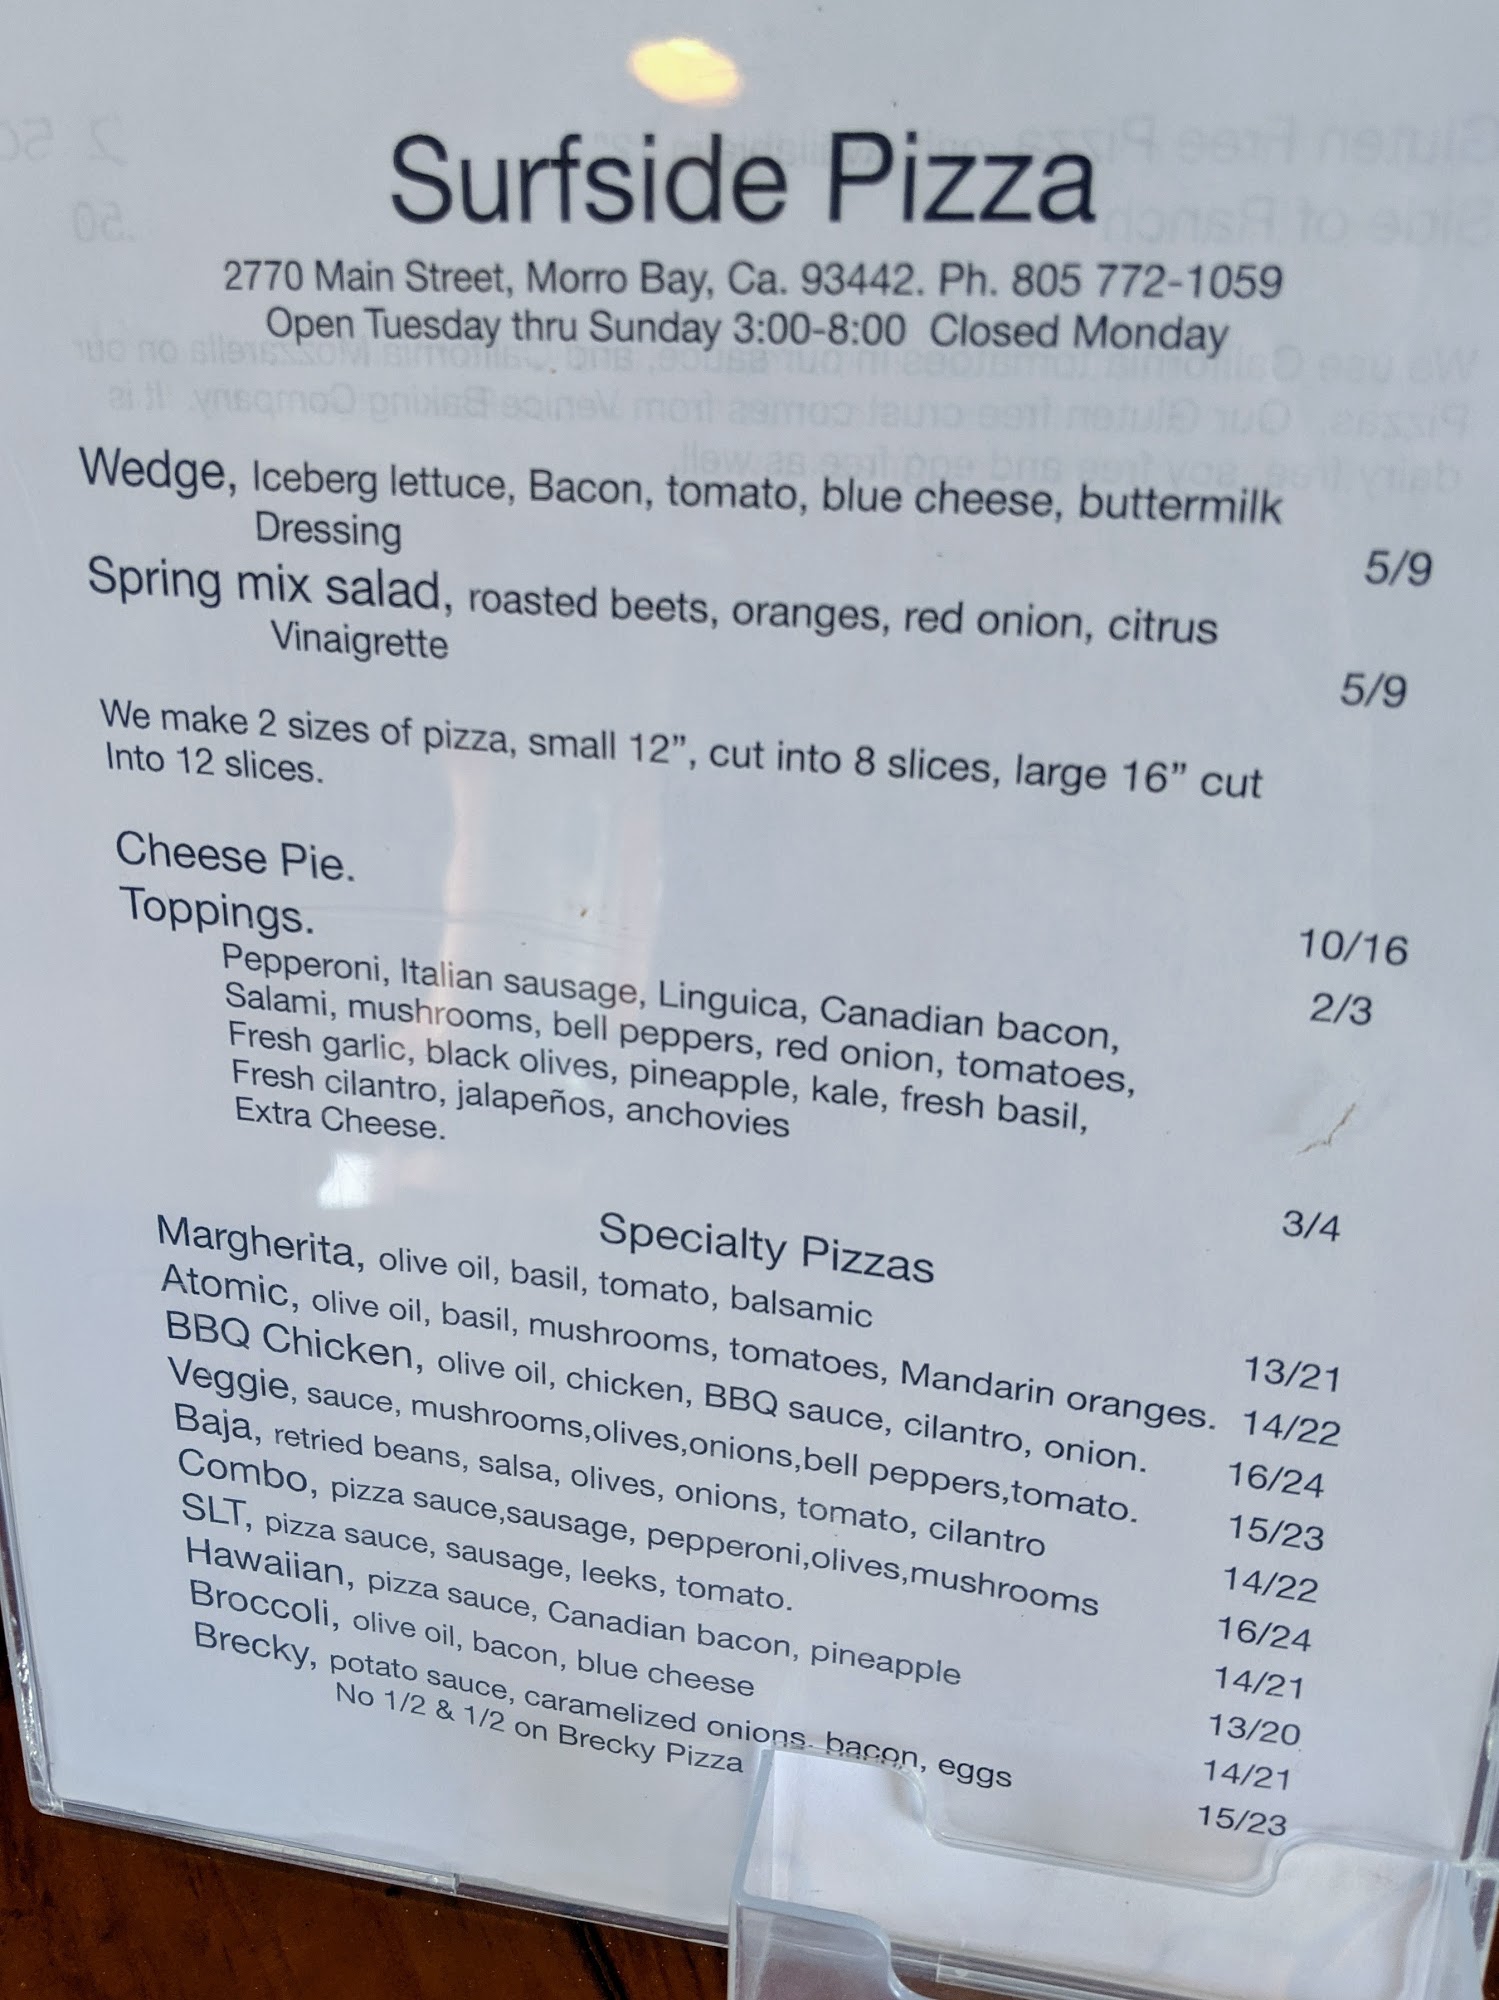 Surfside Pizza
2770 Main Street, Morro Bay, Ca. 93442. Ph. 805 772-1059
Open Tuesday thru Sunday 3:00-8:00 Closed Monday
Wedge, Iceberg lettuce, Bacon, tomato, blue cheese, buttermilk
Dressing 5/9
Spring mix salad, roasted beets, oranges, red onion, citrus
Vinaigrette 5/9
We make 2 sizes of pizza, small 12”, cut into 8 slices, large 16” cut
Into 12 slices.
Cheese Pie. 10/16
Toppings. 2/3
Pepperoni, Italian sausage, Linguica, Canadian bacon,
Salami, mushrooms, bell peppers, red onion, tomatoes,
Fresh garlic, black olives, pineapple, kale, fresh basil,
Fresh cilantro, jalapeños, anchovies
Extra Cheese. 3/4
Specialty Pizzas
Margherita, olive oil, basil, tomato, balsamic 13/21
Atomic, olive oil, basil, mushrooms, tomatoes, Mandarin oranges. 14/22
BBQ Chicken, olive oil, chicken, BBQ sauce, cilantro, onion. 16/24
Veggie, sauce, mushrooms,olives,onions,bell peppers,tomato. 15/23
Baja, retried beans, salsa, olives, onions, tomato, cilantro 14/22
Combo, pizza sauce,sausage, pepperoni,olives,mushrooms 16/24
SLT, pizza sauce, sausage, leeks, tomato. 14/21
Hawaiian, pizza sauce, Canadian bacon, pineapple 13/20
Broccoli, olive oil, bacon, blue cheese 14/21
Brecky, potato sauce, caramelized onions. bacon, eggs 15/23
No 1/2 & 1/2 on Brecky Pizza